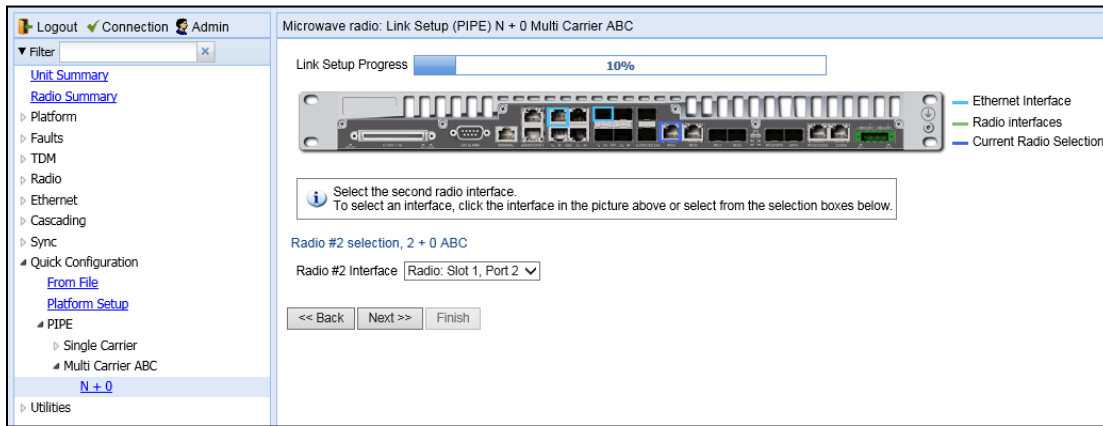 Logout Connection Admin
Filter
Unit Summary
Radio Summary
Platform
Faults
TDM
Radio
Ethernet
Cascading
Sync
Quick Configuration
From File
Platform Setup
PIPE
Single Carrier
Multi Carrier ABC
N + 0
Utilities
Microwave radio: Link Setup (PIPE) N + 0 Multi Carrier ABC
Link Setup Progress 10%
Ethernet Interface
Radio interfaces
Current Radio Selection
Select the second radio interface.
To select an interface, click the interface in the picture above or select from the selection boxes below.
Radio #2 selection, 2 + 0 ABC
Radio #2 Interface Radio: Slot 1, Port 2
<< Back Next >> Finish